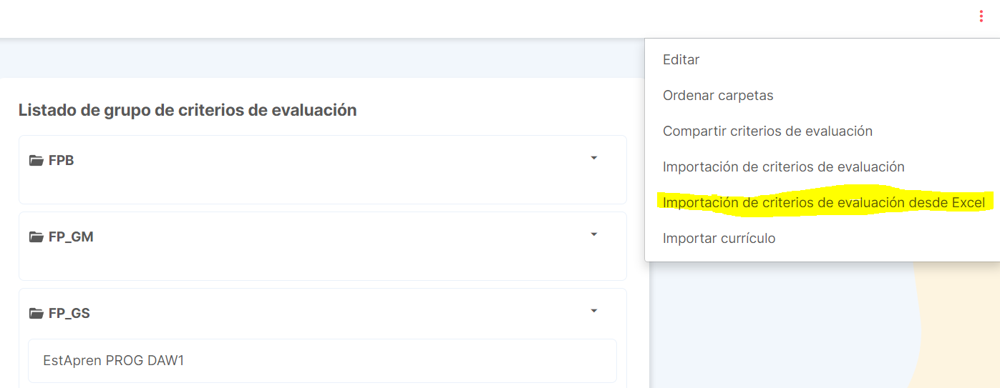 Editar
Ordenar carpetas
Compartir criterios de evaluación
Importación de criterios de evaluación
Importación de criterios de evaluación desde Excel
Importar currículo
Listado de grupo de criterios de evaluación
FPB
FP_GM
FP_GS
EstApren PROG DAW1